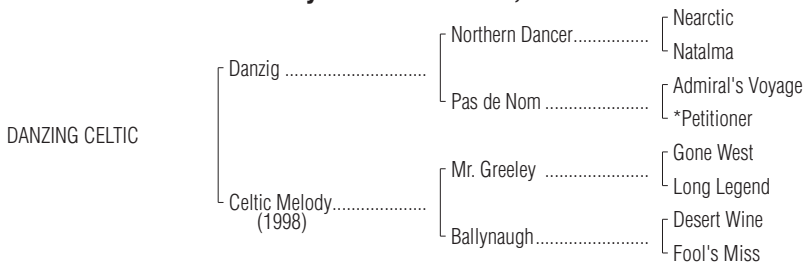 Nearctic
Northern Dancer.................
Natalma
Danzig ...............................
Admiral's Voyage
Pas de Nom .......................
*Petitioner
DANZING CELTIC
Gone West
Mr. Greeley .......................
Long Legend
Celtic Melody.....................
(1998)
Desert Wine
Ballynaugh.........................
Fool's Miss